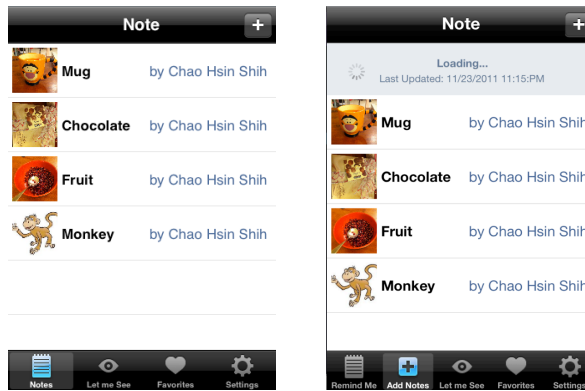 Note +
Mug by Chao Hsin Shih
Chocolate by Chao Hsin Shih
Fruit by Chao Hsin Shih
Monkey by Chao Hsin Shih
Notes Let me See Favorites Settings
Note +
Loading...
Last Updated: 11/23/2011 11:15:PM
Mug by Chao Hsin Shih
Chocolate by Chao Hsin Shih
Fruit by Chao Hsin Shih
Monkey by Chao Hsin Shih
Remind Me Add Notes Let me See Favorites Settings